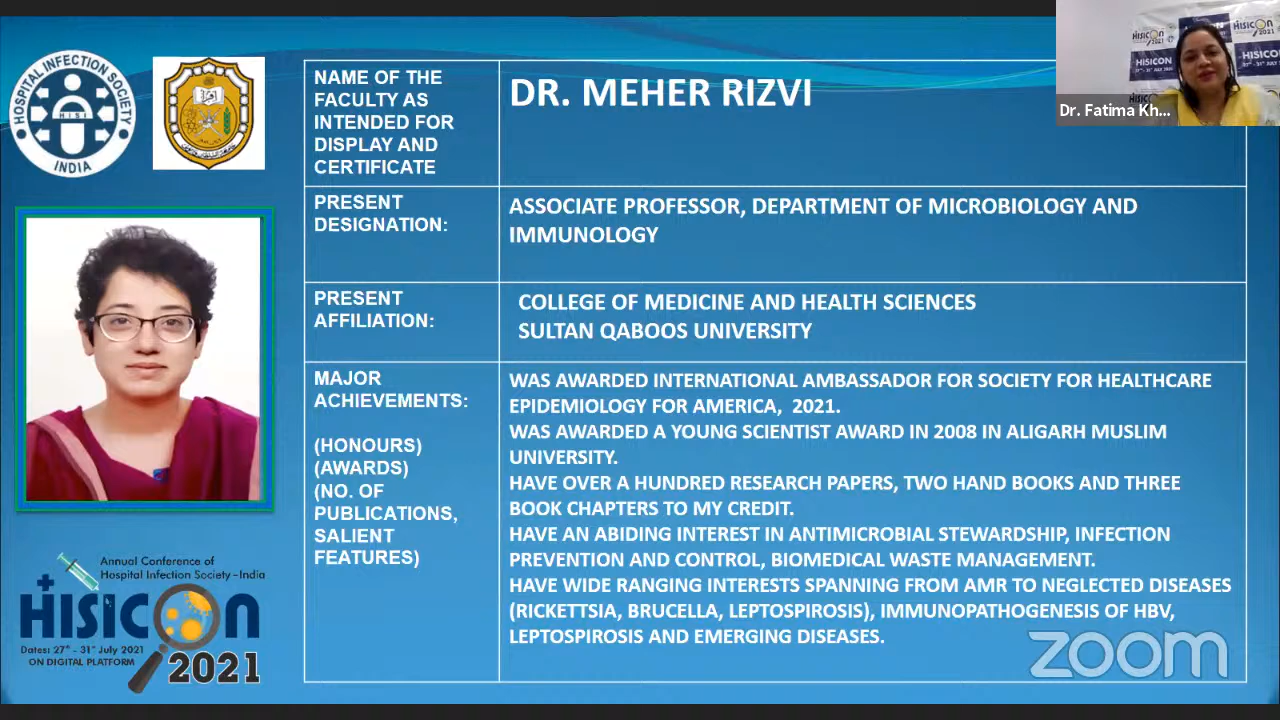 HOSPITAL INFECTION SOCIETY
HISI
INDIA
NAME OF THE
FACULTY AS
INTENDED FOR
DISPLAY AND
CERTIFICATE
DR. MEHER RIZVI
PRESENT
DESIGNATION:
ASSOCIATE PROFESSOR, DEPARTMENT OF MICROBIOLOGY AND
IMMUNOLOGY
PRESENT
AFFILIATION:
COLLEGE OF MEDICINE AND HEALTH SCIENCES
SULTAN QABOOS UNIVERSITY
MAJOR
ACHIEVEMENTS:
(HONOURS)
(AWARDS)
(NO. OF
PUBLICATIONS,
SALIENT
FEATURES)
WAS AWARDED INTERNATIONAL AMBASSADOR FOR SOCIETY FOR HEALTHCARE
EPIDEMIOLOGY FOR AMERICA, 2021.
WAS AWARDED A YOUNG SCIENTIST AWARD IN 2008 IN ALIGARH MUSLIM
UNIVERSITY.
HAVE OVER A HUNDRED RESEARCH PAPERS, TWO HAND BOOKS AND THREE
BOOK CHAPTERS TO MY CREDIT.
HAVE AN ABIDING INTEREST IN ANTIMICROBIAL STEWARDSHIP, INFECTION
PREVENTION AND CONTROL, BIOMEDICAL WASTE MANAGEMENT.
HAVE WIDE RANGING INTERESTS SPANNING FROM AMR TO NEGLECTED DISEASES
(RICKETTSIA, BRUCELLA, LEPTOSPIROSIS), IMMUNOPATHOGENESIS OF HBV,
LEPTOSPIROSIS AND EMERGING DISEASES.
Annual Conference of
Hospital Infection Society –India
HISICON
Dates: 27th - 31st July 2021
ON DIGITAL PLATFORM
2021
HISICON
2021
HISICON
2021
HISICON
HISICON
Dr. Fatima Kh...
zoom